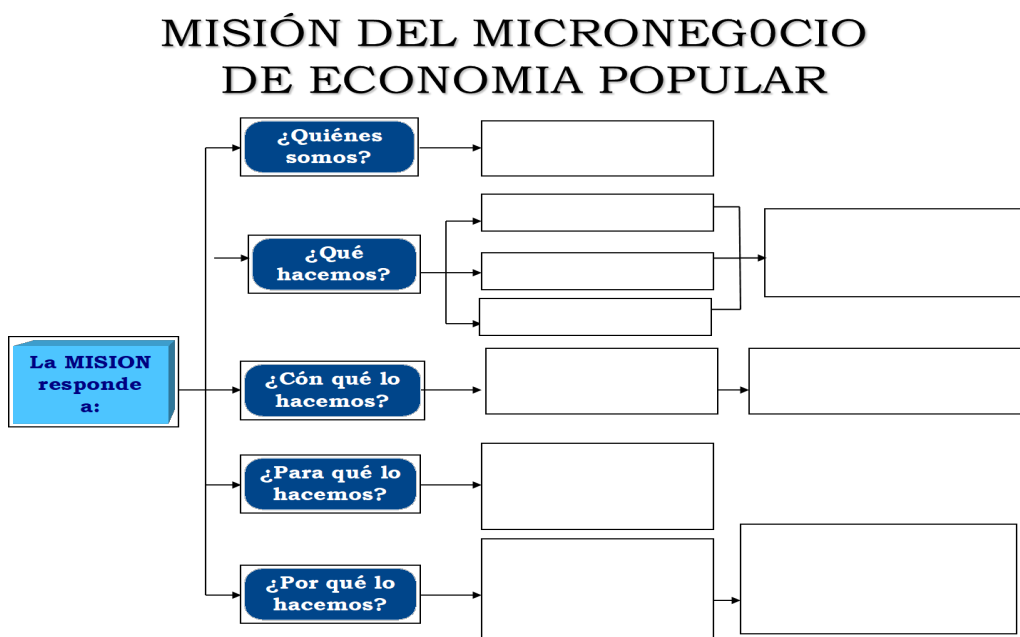 MISIÓN DEL MICRONEG0CIO
DE ECONOMIA POPULAR
¿Quiénes
somos?
¿Qué
hacemos?
La MISION
responde
a:
¿Cón qué lo
hacemos?
¿Para qué lo
hacemos?
¿Por qué lo
hacemos?